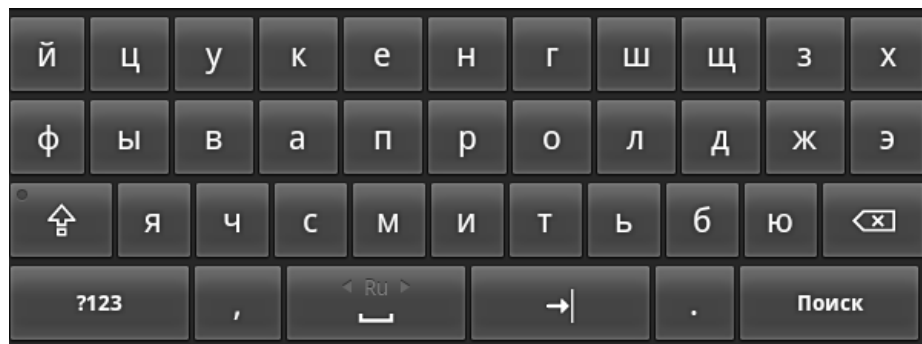 й ц у к е н г ш щ з х
ф ы в а п р о л д ж э
я ч с м и т ь б ю
?123 , Ru . Поиск